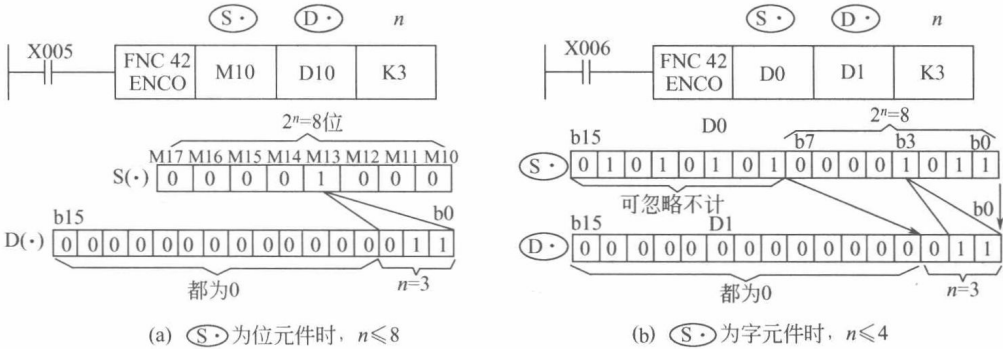 S· D· n
X005
FNC 42 ENCO M10 D10 K3
2ⁿ=8位
M17 M16 M15 M14 M13 M12 M11 M10
S(·) 0 0 0 0 1 0 0 0
b15 b0
D(·) 0 0 0 0 0 0 0 0 0 0 0 0 0 0 1 1
都为0 n=3
(a) S· 为位元件时，n≤8
S· D· n
X006
FNC 42 ENCO D0 D1 K3
D0 2ⁿ=8
b15 b7 b3 b0
S· 0 1 0 1 0 1 0 1 0 0 0 0 1 0 1 1
可忽略不计
b15 D1 b0
D· 0 0 0 0 0 0 0 0 0 0 0 0 0 0 1 1
都为0 n=3
(b) S· 为字元件时，n≤4